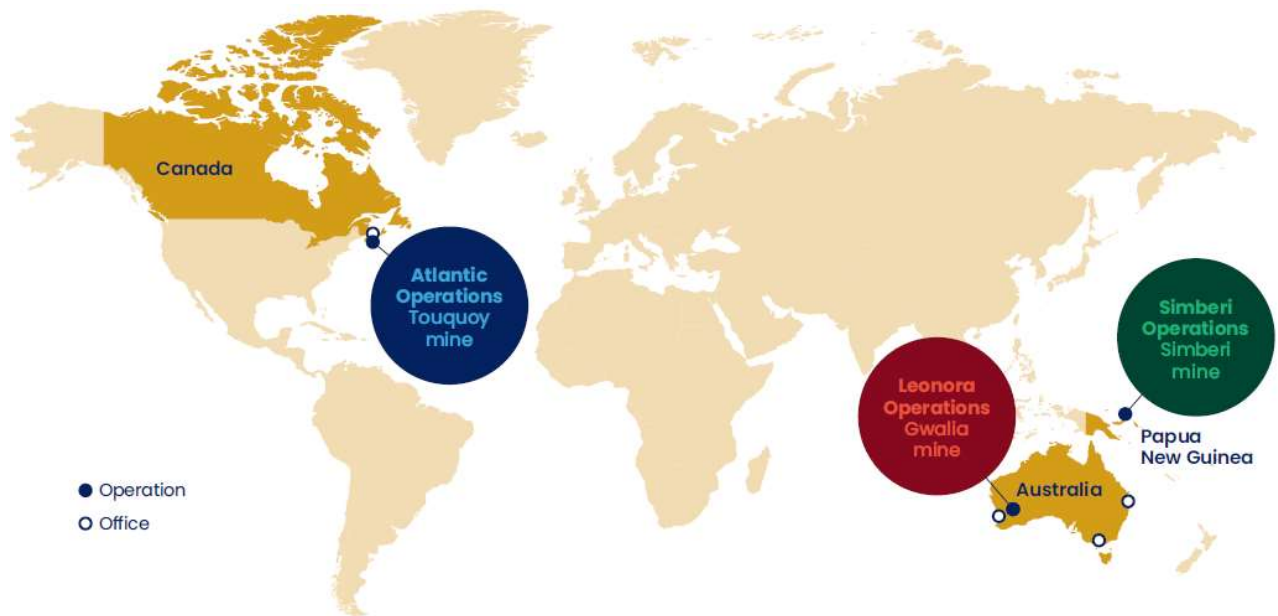 Canada
Atlantic
Operations
Touquoy
mine
Simberi
Operations
Simberi
mine
Leonora
Operations
Gwalia
mine
Papua
New Guinea
Australia
Operation
Office